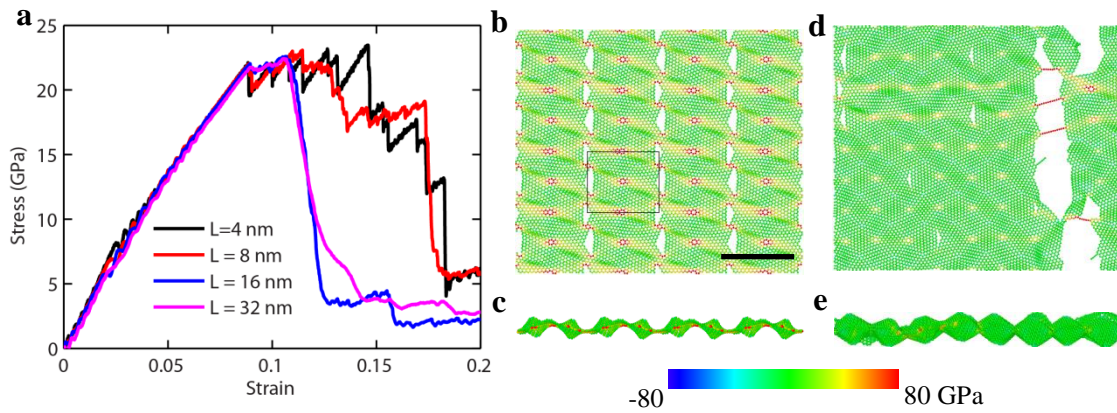 a
25
20
15
10
5
0
Stress (GPa)
L=4 nm
L = 8 nm
L = 16 nm
L = 32 nm
0 0.05 0.1 0.15 0.2
Strain
b
c
d
e
-80 80 GPa